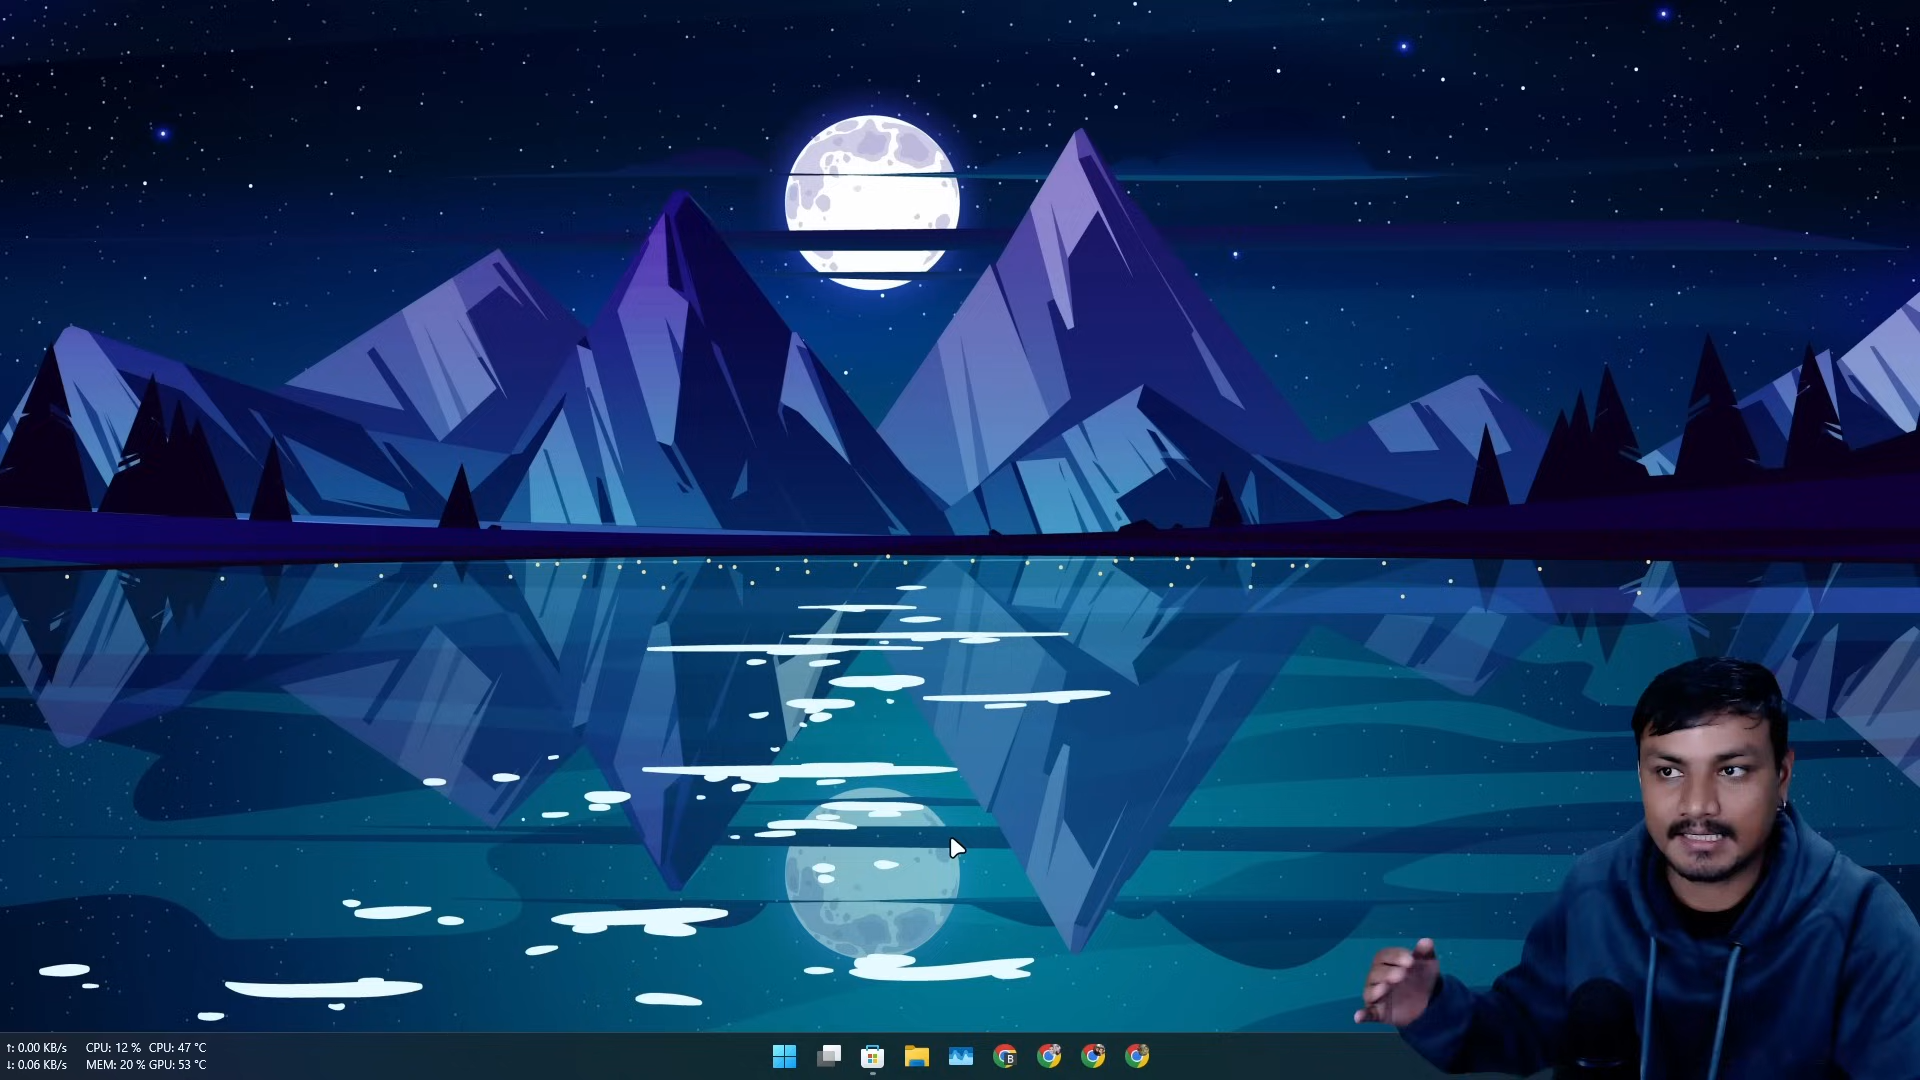 ↑: 0.00 KB/s CPU: 12 % CPU: 47 °C
↓: 0.06 KB/s MEM: 20 % GPU: 53 °C
B